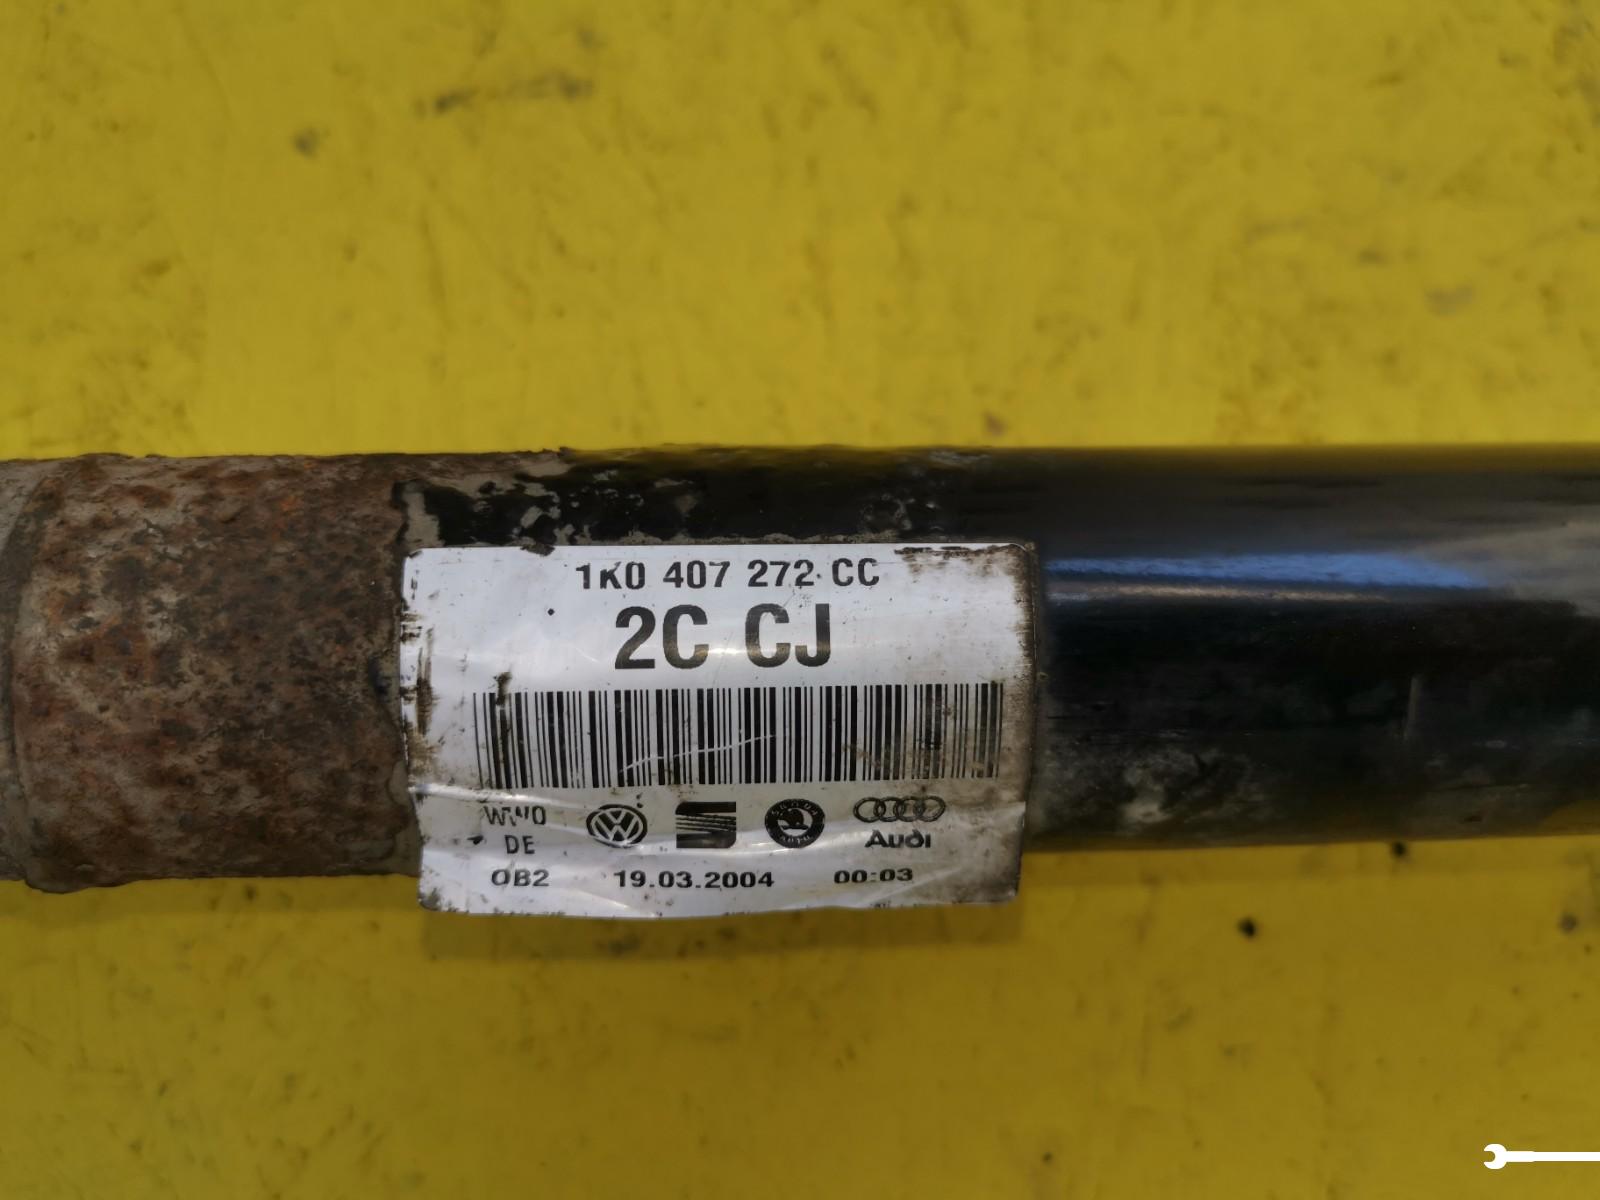 1K0 407 272 CC
2C CJ
WWO
DE
Audi
OB2 19.03.2004 00:03